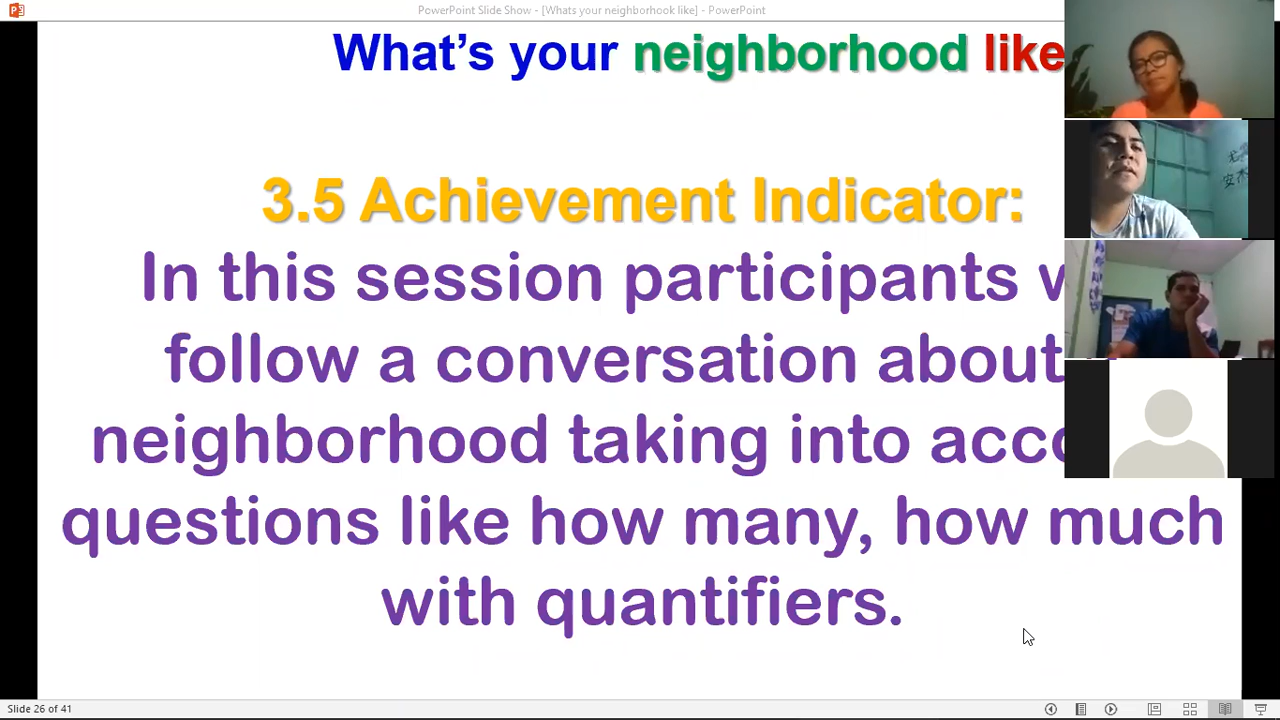 PowerPoint Slide Show - [Whats your neighborhook like] - PowerPoint
What's your neighborhood like
3.5 Achievement Indicator:
In this session participants
follow a conversation about
neighborhood taking into
questions like how many, how much
with quantifiers.
Slide 26 of 41